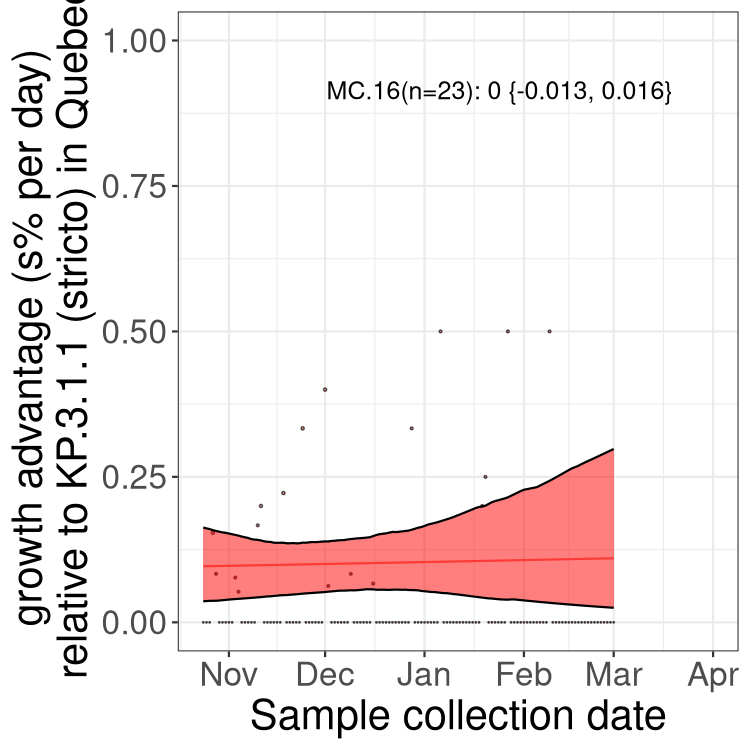 growth advantage (s% per day)
relative to KP.3.1.1 (stricto) in Quebec
1.00
0.75
0.50
0.25
0.00
MC.16(n=23): 0 {-0.013, 0.016}
Nov Dec Jan Feb Mar Apr
Sample collection date